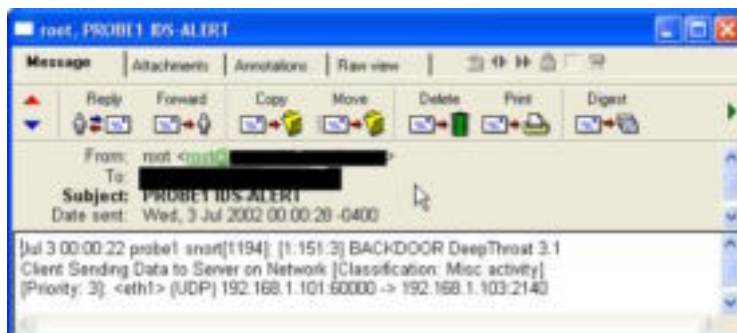 root, PROBE1 IDS-ALERT
Message Attachments Annotations Raw view
Reply Forward Copy Move Delete Print Digest
From: root <root@
To:
Subject: PROBE1 IDS-ALERT
Date sent: Wed, 3 Jul 2002 00:00:28 -0400
Jul 3 00:00:22 probe1 snort[1194]: [1:151:3] BACKDOOR DeepThroat 3.1
Client Sending Data to Server on Network [Classification: Misc activity]
[Priority: 3]: <eth1> {UDP} 192.168.1.101:60000 -> 192.168.1.103:2140